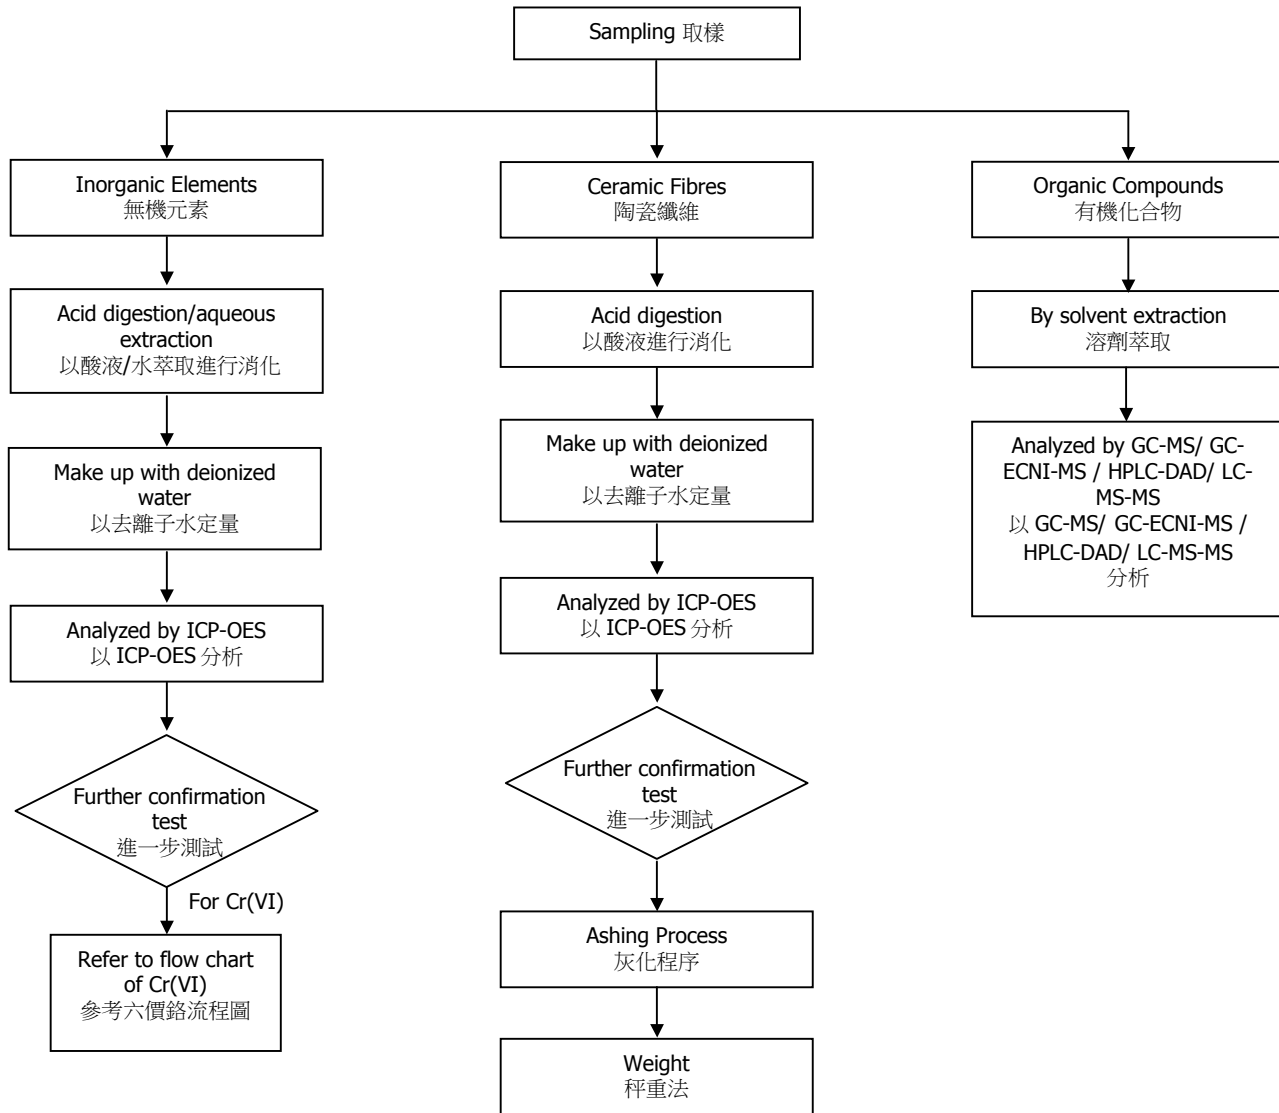 Sampling 取樣
Inorganic Elements
無機元素
Acid digestion/aqueous
extraction
以酸液/水萃取進行消化
Make up with deionized
water
以去離子水定量
Analyzed by ICP-OES
以 ICP-OES 分析
Further confirmation
test
進一步測試
For Cr(VI)
Refer to flow chart
of Cr(VI)
參考六價鉻流程圖
Ceramic Fibres
陶瓷纖維
Acid digestion
以酸液進行消化
Make up with deionized
water
以去離子水定量
Analyzed by ICP-OES
以 ICP-OES 分析
Further confirmation
test
進一步測試
Ashing Process
灰化程序
Weight
秤重法
Organic Compounds
有機化合物
By solvent extraction
溶劑萃取
Analyzed by GC-MS/ GC-
ECNI-MS / HPLC-DAD/ LC-
MS-MS
以 GC-MS/ GC-ECNI-MS /
HPLC-DAD/ LC-MS-MS
分析